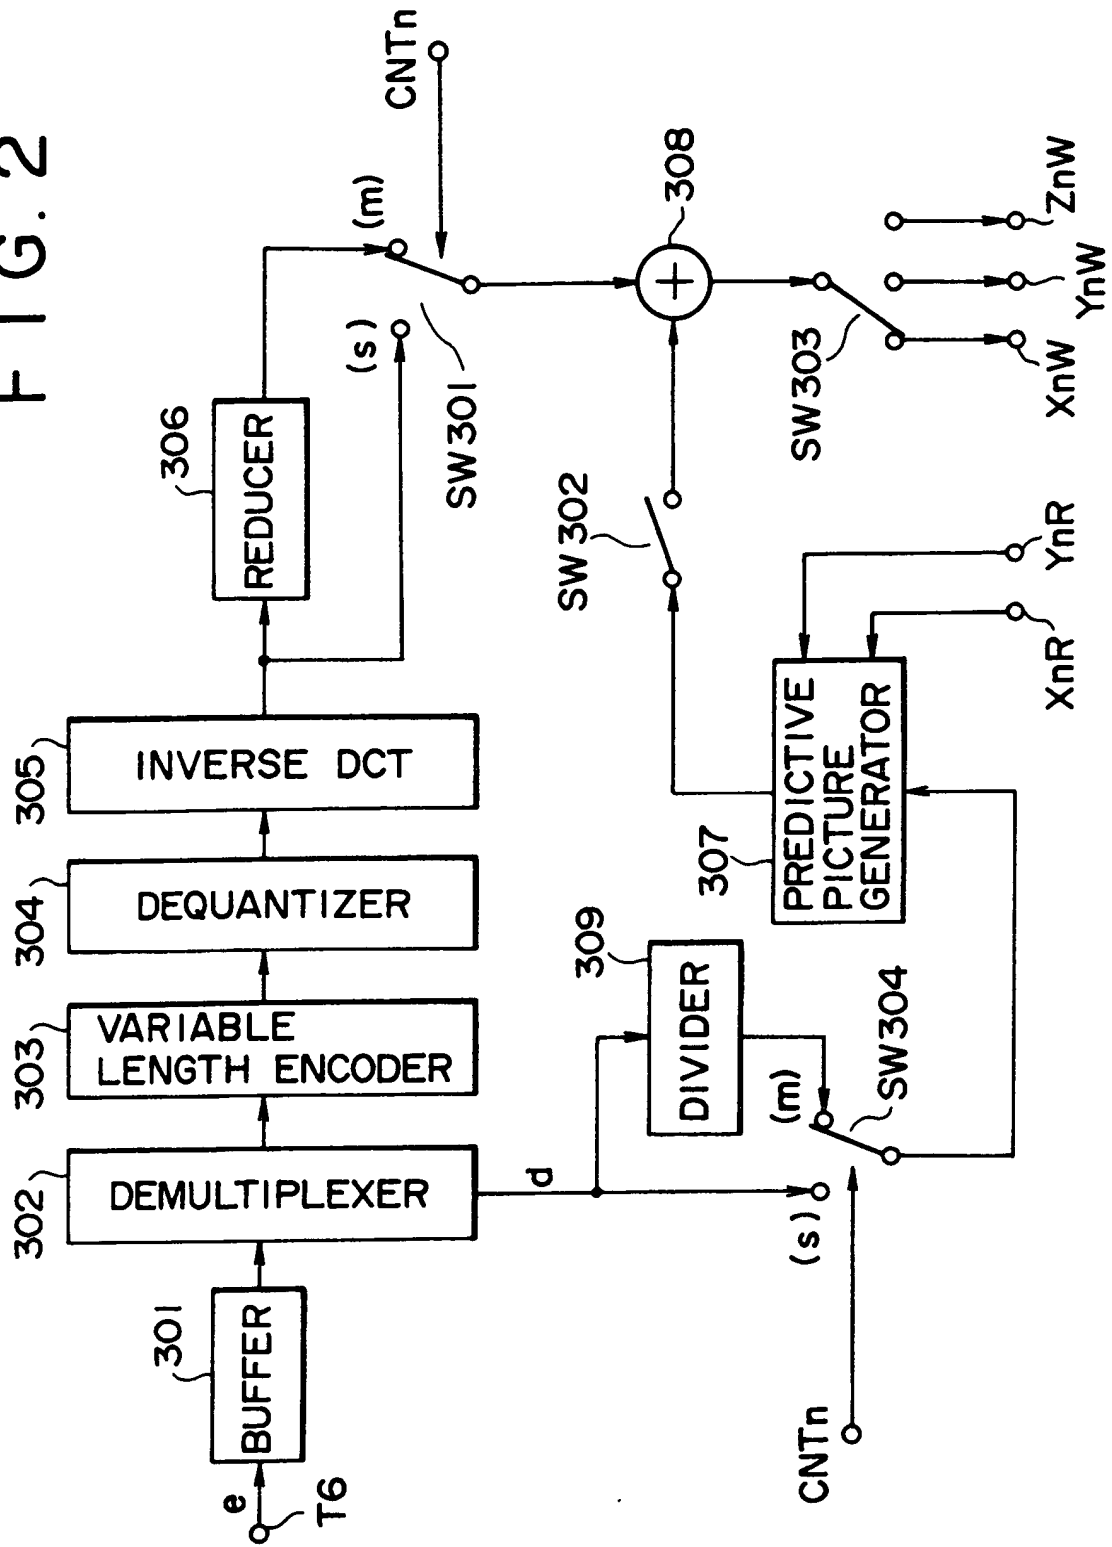 FIG. 2
e
T6
301
BUFFER
302
DEMULTIPLEXER
303
VARIABLE
LENGTH ENCODER
304
DEQUANTIZER
305
INVERSE DCT
306
REDUCER
(m)
(s)
SW301
CNTn
d
309
DIVIDER
(m)
(s)
SW304
CNTn
307
PREDICTIVE
PICTURE
GENERATOR
SW302
308
SW303
XnR
YnR
XnW
YnW
ZnW